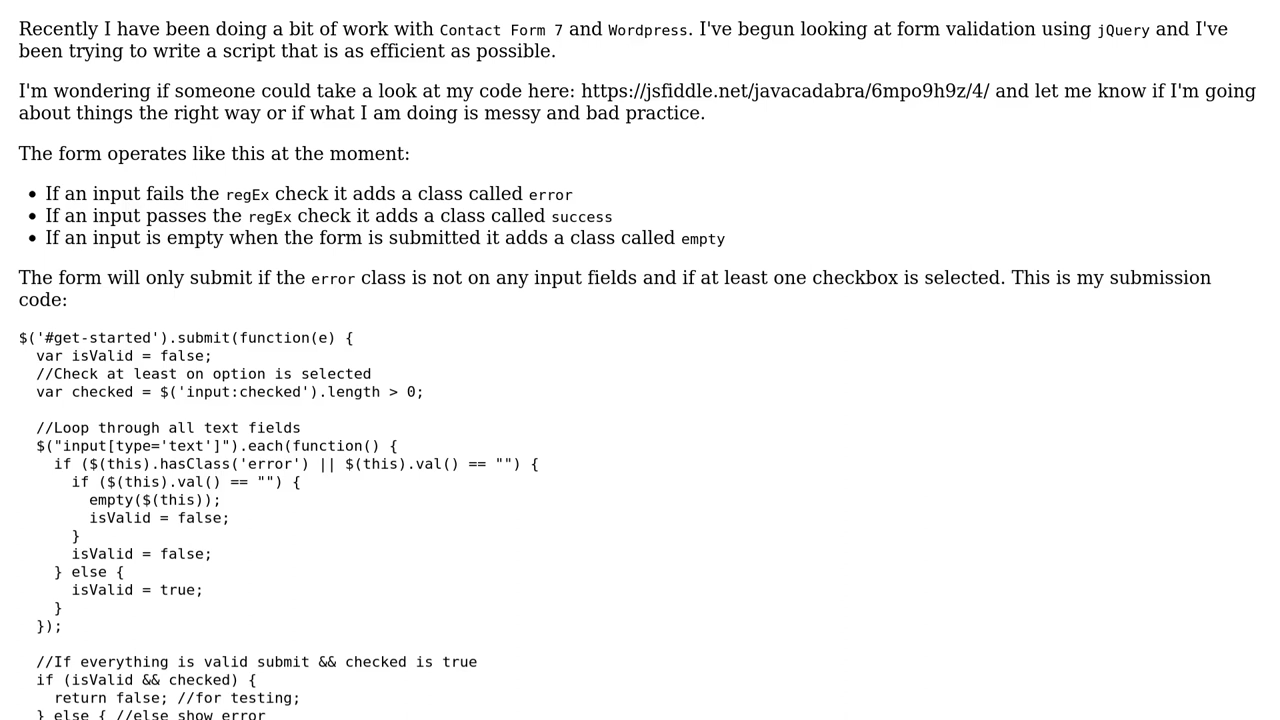 Recently I have been doing a bit of work with Contact Form 7 and Wordpress. I've begun looking at form validation using jQuery and I've
been trying to write a script that is as efficient as possible.
I'm wondering if someone could take a look at my code here: https://jsfiddle.net/javacadabra/6mpo9h9z/4/ and let me know if I'm going
about things the right way or if what I am doing is messy and bad practice.
The form operates like this at the moment:
• If an input fails the regEx check it adds a class called error
• If an input passes the regEx check it adds a class called success
• If an input is empty when the form is submitted it adds a class called empty
The form will only submit if the error class is not on any input fields and if at least one checkbox is selected. This is my submission
code:
$('#get-started').submit(function(e) {
  var isValid = false;
  //Check at least on option is selected
  var checked = $('input:checked').length > 0;
  //Loop through all text fields
  $("input[type='text']").each(function() {
    if ($(this).hasClass('error') || $(this).val() == "") {
      if ($(this).val() == "") {
        empty($(this));
        isValid = false;
      }
      isValid = false;
    } else {
      isValid = true;
    }
  });
  //If everything is valid submit && checked is true
  if (isValid && checked) {
    return false; //for testing;
  } else { //else show error